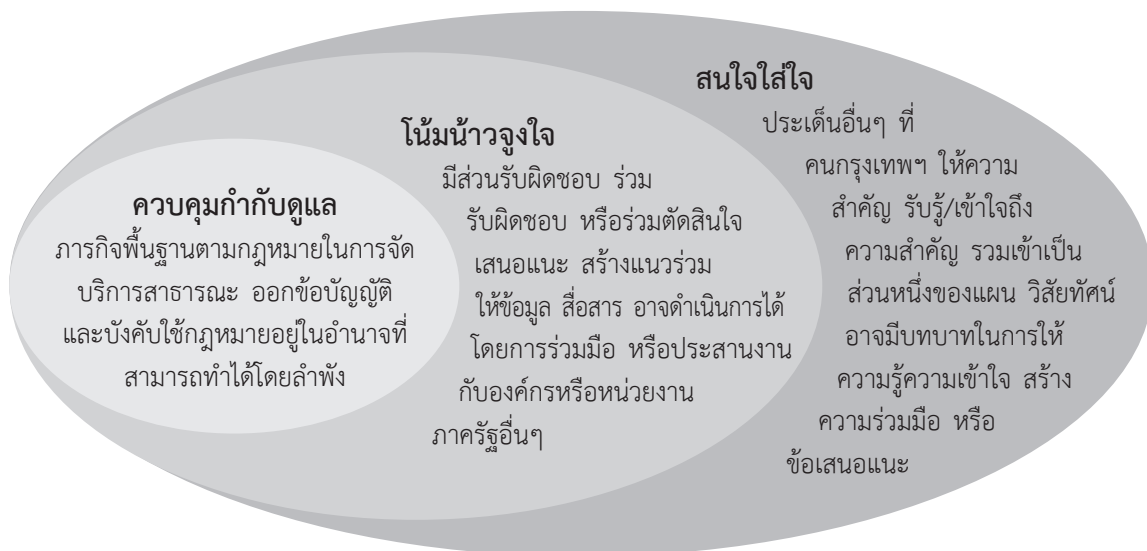 ควบคุมกำกับดูแล
ภารกิจพื้นฐานตามกฎหมายในการจัด
บริการสาธารณะ ออกข้อบัญญัติ
และบังคับใช้กฎหมายอยู่ในอำนาจที่
สามารถทำได้โดยลำพัง
โน้มน้าวจูงใจ
มีส่วนรับผิดชอบ ร่วม
รับผิดชอบ หรือร่วมตัดสินใจ
เสนอแนะ สร้างแนวร่วม
ให้ข้อมูล สื่อสาร อาจดำเนินการได้
โดยการร่วมมือ หรือประสานงาน
กับองค์กรหรือหน่วยงาน
ภาครัฐอื่นๆ
สนใจใส่ใจ
ประเด็นอื่นๆ ที่
คนกรุงเทพฯ ให้ความ
สำคัญ รับรู้/เข้าใจถึง
ความสำคัญ รวมเข้าเป็น
ส่วนหนึ่งของแผน วิสัยทัศน์
อาจมีบทบาทในการให้
ความรู้ความเข้าใจ สร้าง
ความร่วมมือ หรือ
ข้อเสนอแนะ